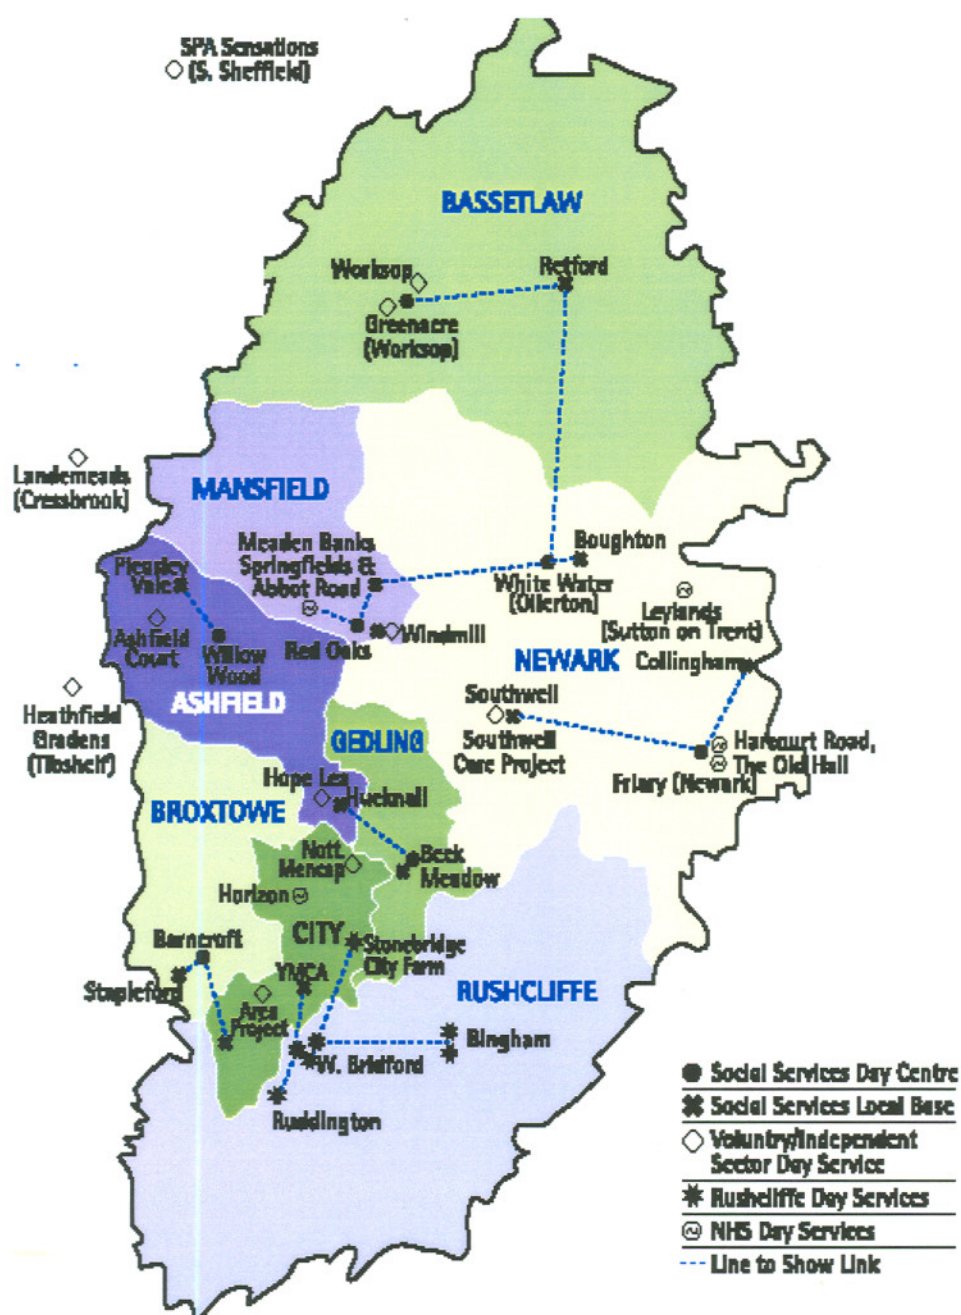 SPA Sensations
(S. Sheffield)
BASSETLAW
Worksop
Retford
Greenacre
(Worksop)
Landemeads
(Cressbrook)
MANSFIELD
Meaden Banks
Springfields &
Abbot Road
Boughton
White Water
(Ollerton)
Pleasley
Vale
Leylands
(Sutton on Trent)
Ashfield
Court
Willow
Wood
Red Oaks
Windmill
NEWARK
Collingham
ASHFIELD
Southwell
Heathfield
Gradens
(Tibshelf)
GEDLING
Southwell
Care Project
Harcourt Road,
The Old Hall
Friary (Newark)
Hope Lea
Hucknall
BROXTOWE
Nott.
Mencap
Beck
Meadow
Horizon
CITY
Barncroft
Stonebridge
City Farm
YMCA
Stapleford
Area
Project
RUSHCLIFFE
Bingham
W. Bridford
Ruddington
Social Services Day Centre
Social Services Local Base
Voluntry/Independent
Sector Day Service
Rushcliffe Day Services
NHS Day Services
Line to Show Link